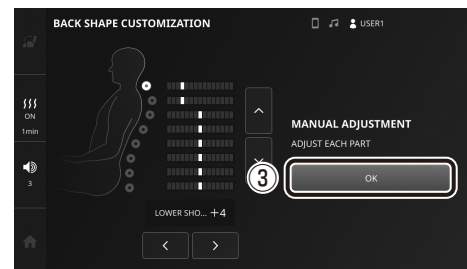 BACK SHAPE CUSTOMIZATION
USER1
ON
1min
3
MANUAL ADJUSTMENT
ADJUST EACH PART
3
OK
LOWER SHO... +4